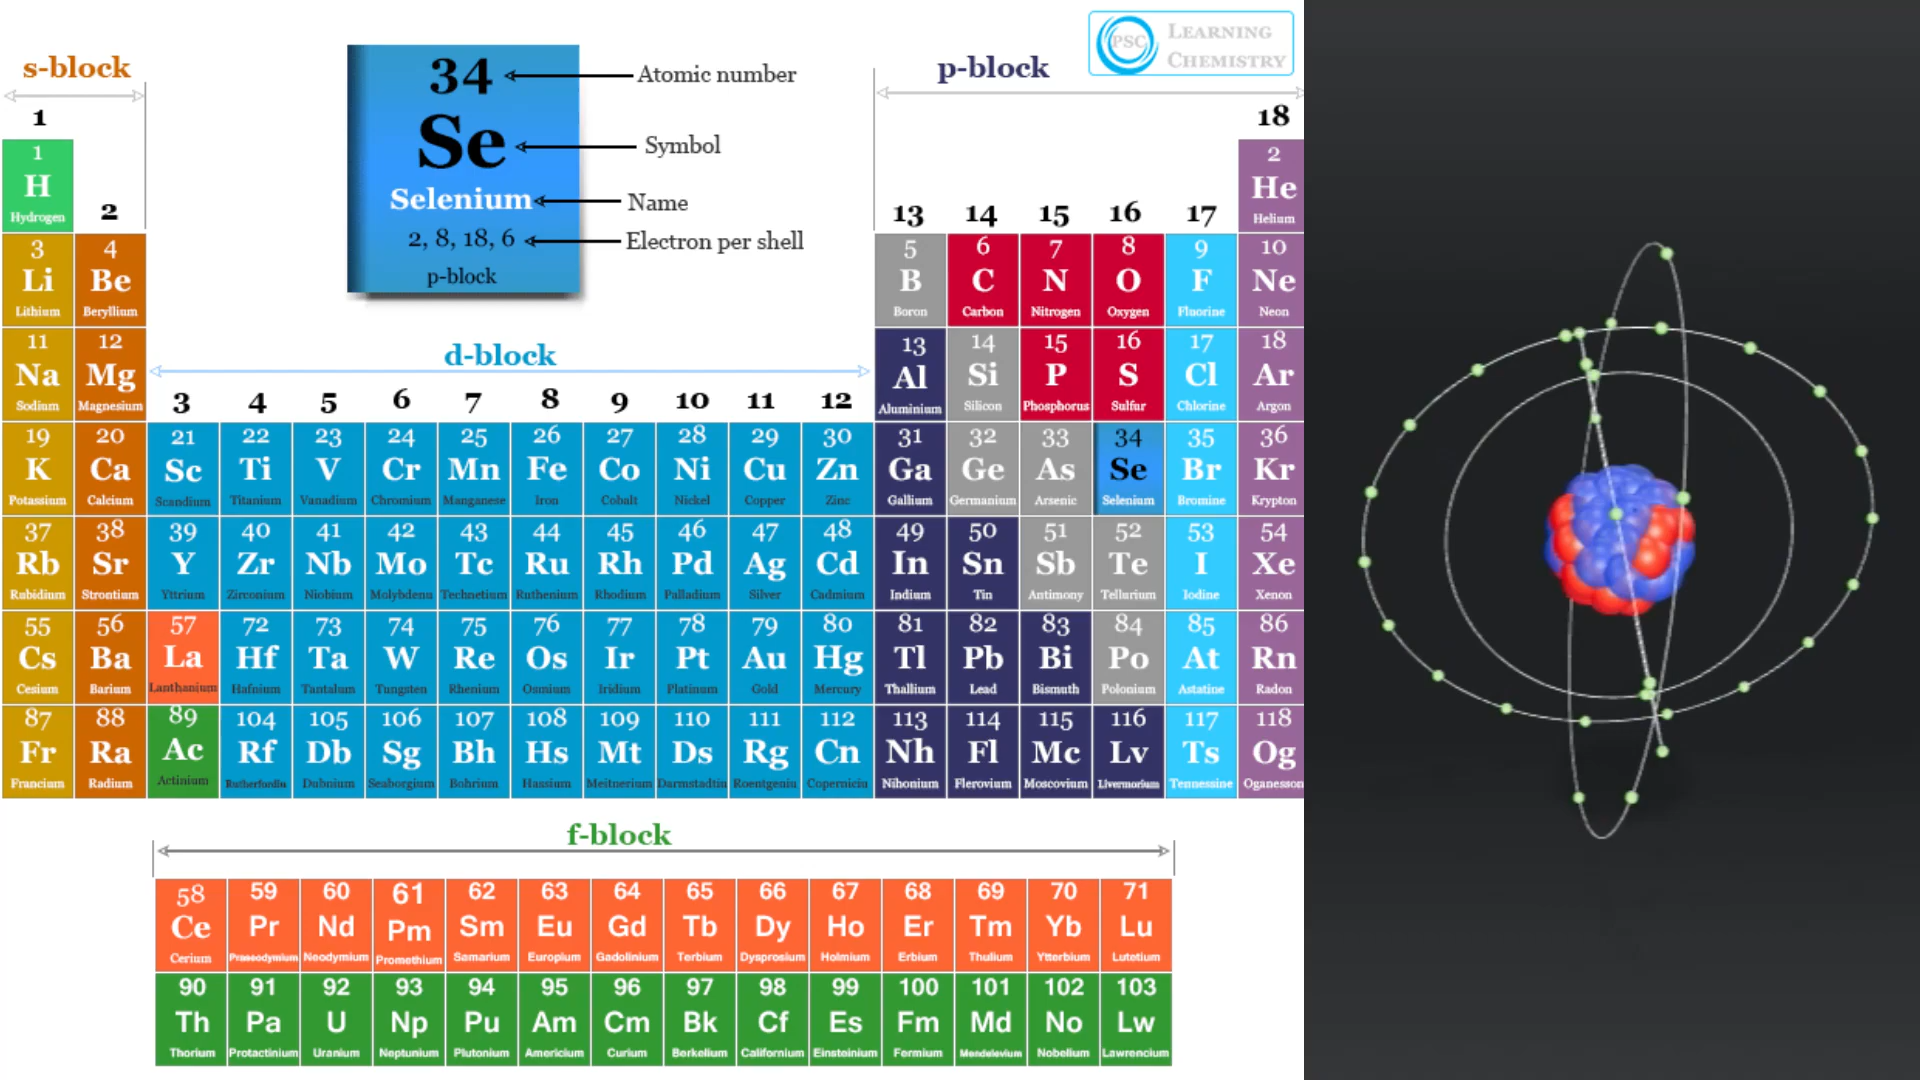 PSC
LEARNING
CHEMISTRY
s-block
p-block
34
Atomic number
Se
Symbol
Selenium
Name
2, 8, 18, 6
Electron per shell
p-block
d-block
f-block
1 2 3 4 5 6 7 8 9 10 11 12 13 14 15 16 17 18
1 2
H He
Hydrogen Helium
3 4 5 6 7 8 9 10
Li Be B C N O F Ne
Lithium Beryllium Boron Carbon Nitrogen Oxygen Fluorine Neon
11 12 13 14 15 16 17 18
Na Mg Al Si P S Cl Ar
Sodium Magnesium Aluminium Silicon Phosphorus Sulfur Chlorine Argon
19 20 21 22 23 24 25 26 27 28 29 30 31 32 33 34 35 36
K Ca Sc Ti V Cr Mn Fe Co Ni Cu Zn Ga Ge As Se Br Kr
Potassium Calcium Scandium Titanium Vanadium Chromium Manganese Iron Cobalt Nickel Copper Zinc Gallium Germanium Arsenic Selenium Bromine Krypton
37 38 39 40 41 42 43 44 45 46 47 48 49 50 51 52 53 54
Rb Sr Y Zr Nb Mo Tc Ru Rh Pd Ag Cd In Sn Sb Te I Xe
Rubidium Strontium Yttrium Zirconium Niobium Molybdenu Technetium Ruthenium Rhodium Palladium Silver Cadmium Indium Tin Antimony Tellurium Iodine Xenon
55 56 57 72 73 74 75 76 77 78 79 80 81 82 83 84 85 86
Cs Ba La Hf Ta W Re Os Ir Pt Au Hg Tl Pb Bi Po At Rn
Cesium Barium Lanthanium Hafnium Tantalum Tungsten Rhenium Osmium Iridium Platinum Gold Mercury Thallium Lead Bismuth Polonium Astatine Radon
87 88 89 104 105 106 107 108 109 110 111 112 113 114 115 116 117 118
Fr Ra Ac Rf Db Sg Bh Hs Mt Ds Rg Cn Nh Fl Mc Lv Ts Og
Francium Radium Actinium Rutherfordiu Dubnium Seaborgium Bohrium Hassium Meitnerium Darmstadtin Roentgeniu Coperniciu Nihonium Flerovium Moscovium Livermorium Tennessine Oganesson
58 59 60 61 62 63 64 65 66 67 68 69 70 71
Ce Pr Nd Pm Sm Eu Gd Tb Dy Ho Er Tm Yb Lu
Cerium Praseodymium Neodymium Promethium Samarium Europium Gadolinium Terbium Dysprosium Holmium Erbium Thulium Ytterbium Lutetium
90 91 92 93 94 95 96 97 98 99 100 101 102 103
Th Pa U Np Pu Am Cm Bk Cf Es Fm Md No Lw
Thorium Protactinium Uranium Neptunium Plutonium Americium Curium Berkelium Californium Einsteinium Fermium Mendelevium Nobelium Lawrencium